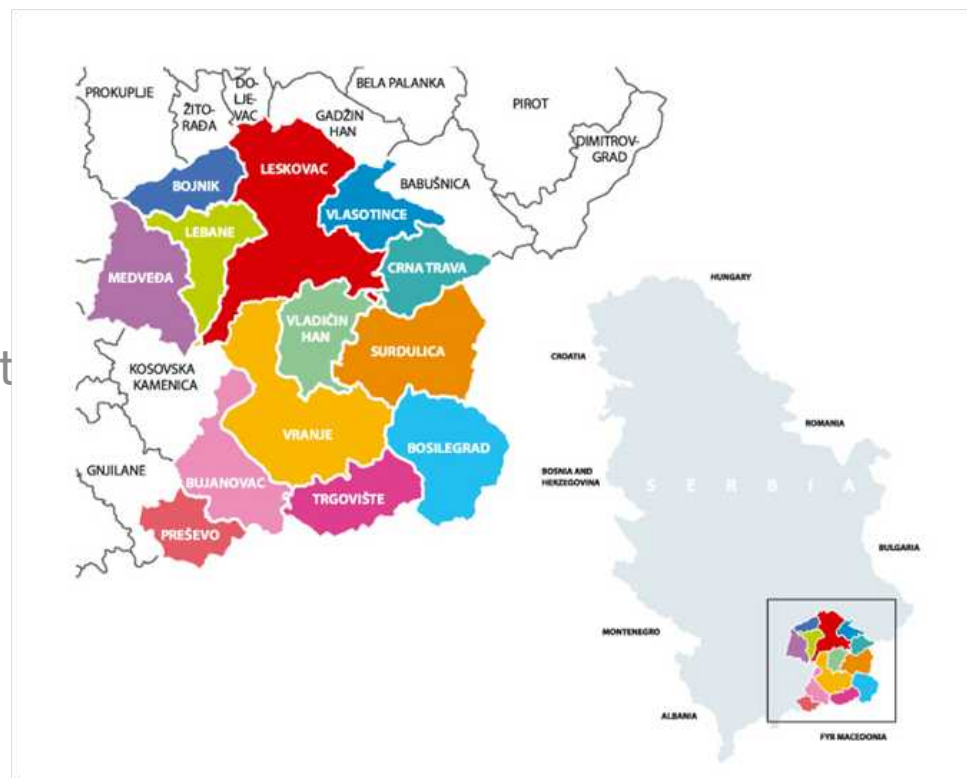 PROKUPLJE
ŽITO-
RAĐA
DO-
LJE-
VAC
GADŽIN
HAN
BELA PALANKA
PIROT
DIMITROV-
GRAD
BABUŠNICA
LESKOVAC
BOJNIK
VLASOTINCE
LEBANE
MEDVEĐA
CRNA TRAVA
VLADIČIN
HAN
SURDULICA
KOSOVSKA
KAMENICA
VRANJE
BOSILEGRAD
GNJILANE
BUJANOVAC
TRGOVIŠTE
PREŠEVO
t
HUNGARY
CROATIA
ROMANIA
BOSNIA AND
HERZEGOVINA
SERBIA
BULGARIA
MONTENEGRO
ALBANIA
FYR MACEDONIA